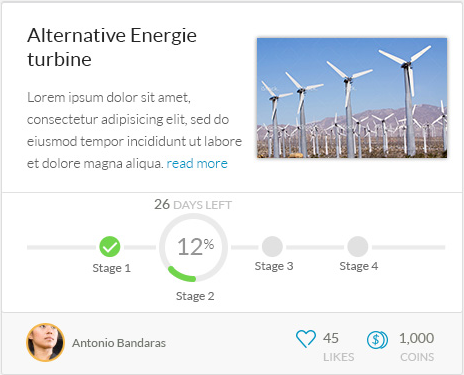 Alternative Energie
turbine
Lorem ipsum dolor sit amet,
consectetur adipisicing elit, sed do
eiusmod tempor incididunt ut labore
et dolore magna aliqua. read more
26 DAYS LEFT
12%
Stage 1
Stage 2
Stage 3
Stage 4
Antonio Bandaras
45
LIKES
1,000
COINS